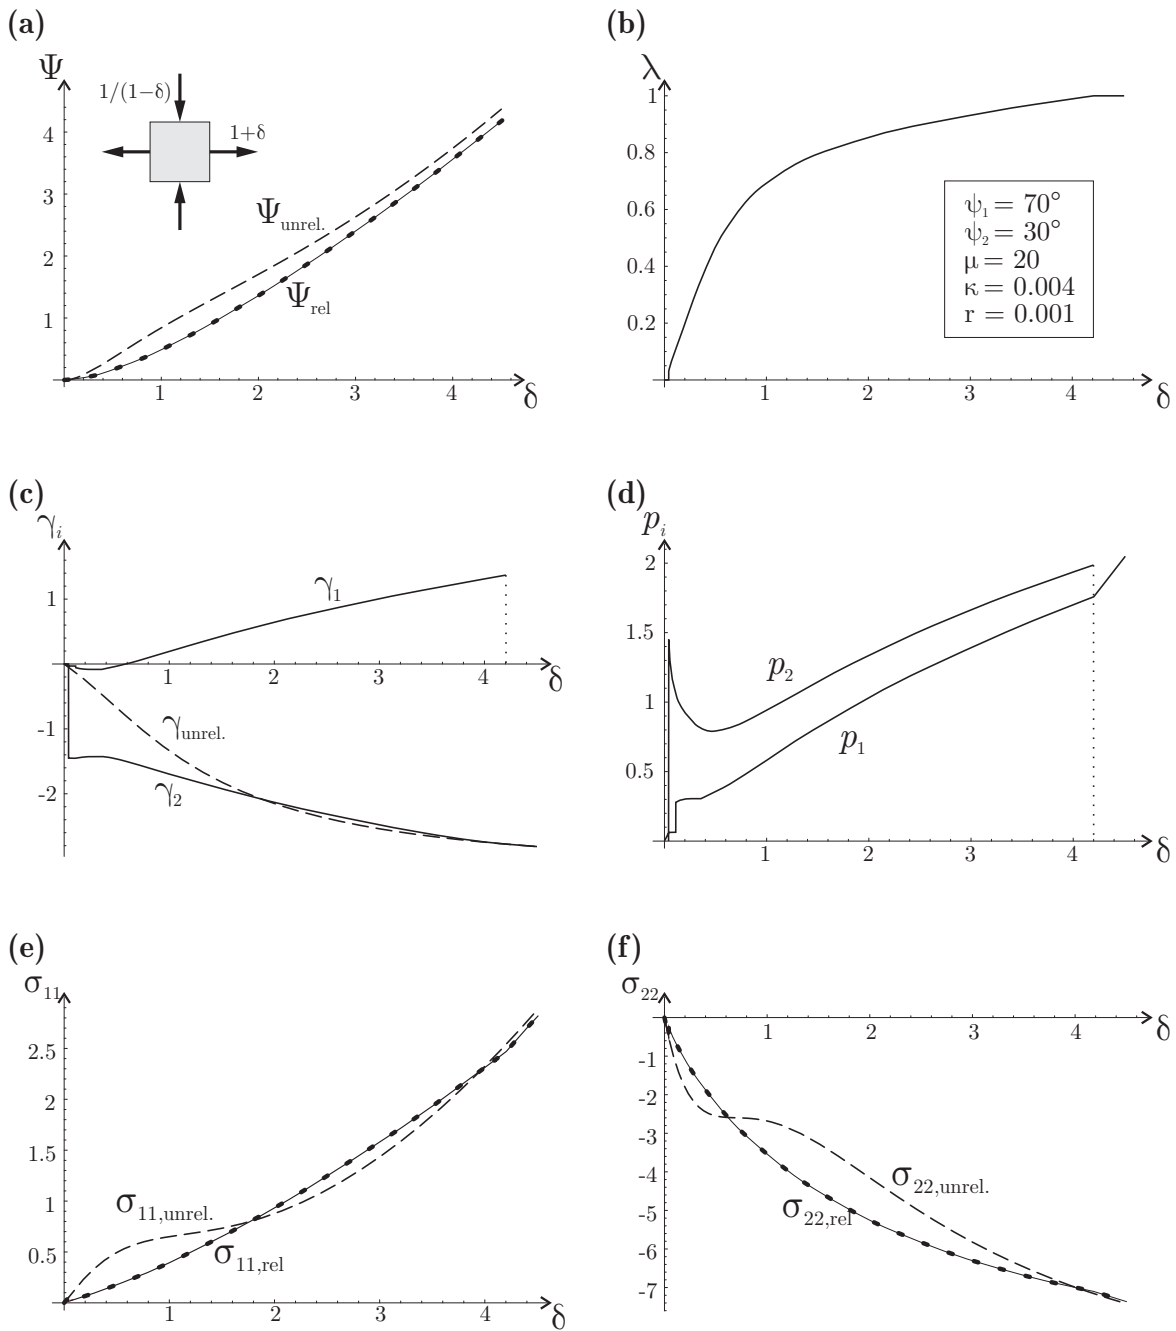 (a)
Ψ
4
3
2
1
1/(1−δ)
1+δ
Ψunrel.
Ψrel
1 2 3 4 δ
(b)
λ
1
0.8
0.6
0.4
0.2
ψ₁ = 70°
ψ₂ = 30°
μ = 20
κ = 0.004
r = 0.001
1 2 3 4 δ
(c)
γi
1
-1
-2
γ₁
γunrel.
γ₂
1 2 3 4 δ
(d)
pi
2
1.5
1
0.5
p₂
p₁
1 2 3 4 δ
(e)
σ₁₁
2.5
2
1.5
1
0.5
σ11,unrel.
σ11,rel
1 2 3 4 δ
(f)
σ₂₂
1 2 3 4 δ
-1
-2
-3
-4
-5
-6
-7
σ22,unrel.
σ22,rel